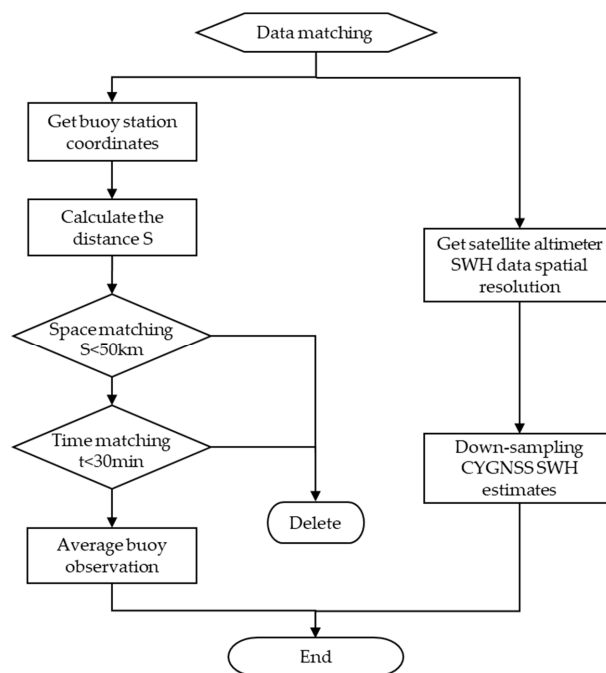 Data matching
Get buoy station
coordinates
Calculate the
distance S
Get satellite altimeter
SWH data spatial
resolution
Space matching
S<50km
Time matching
t<30min
Down-sampling
CYGNSS SWH
estimates
Delete
Average buoy
observation
End